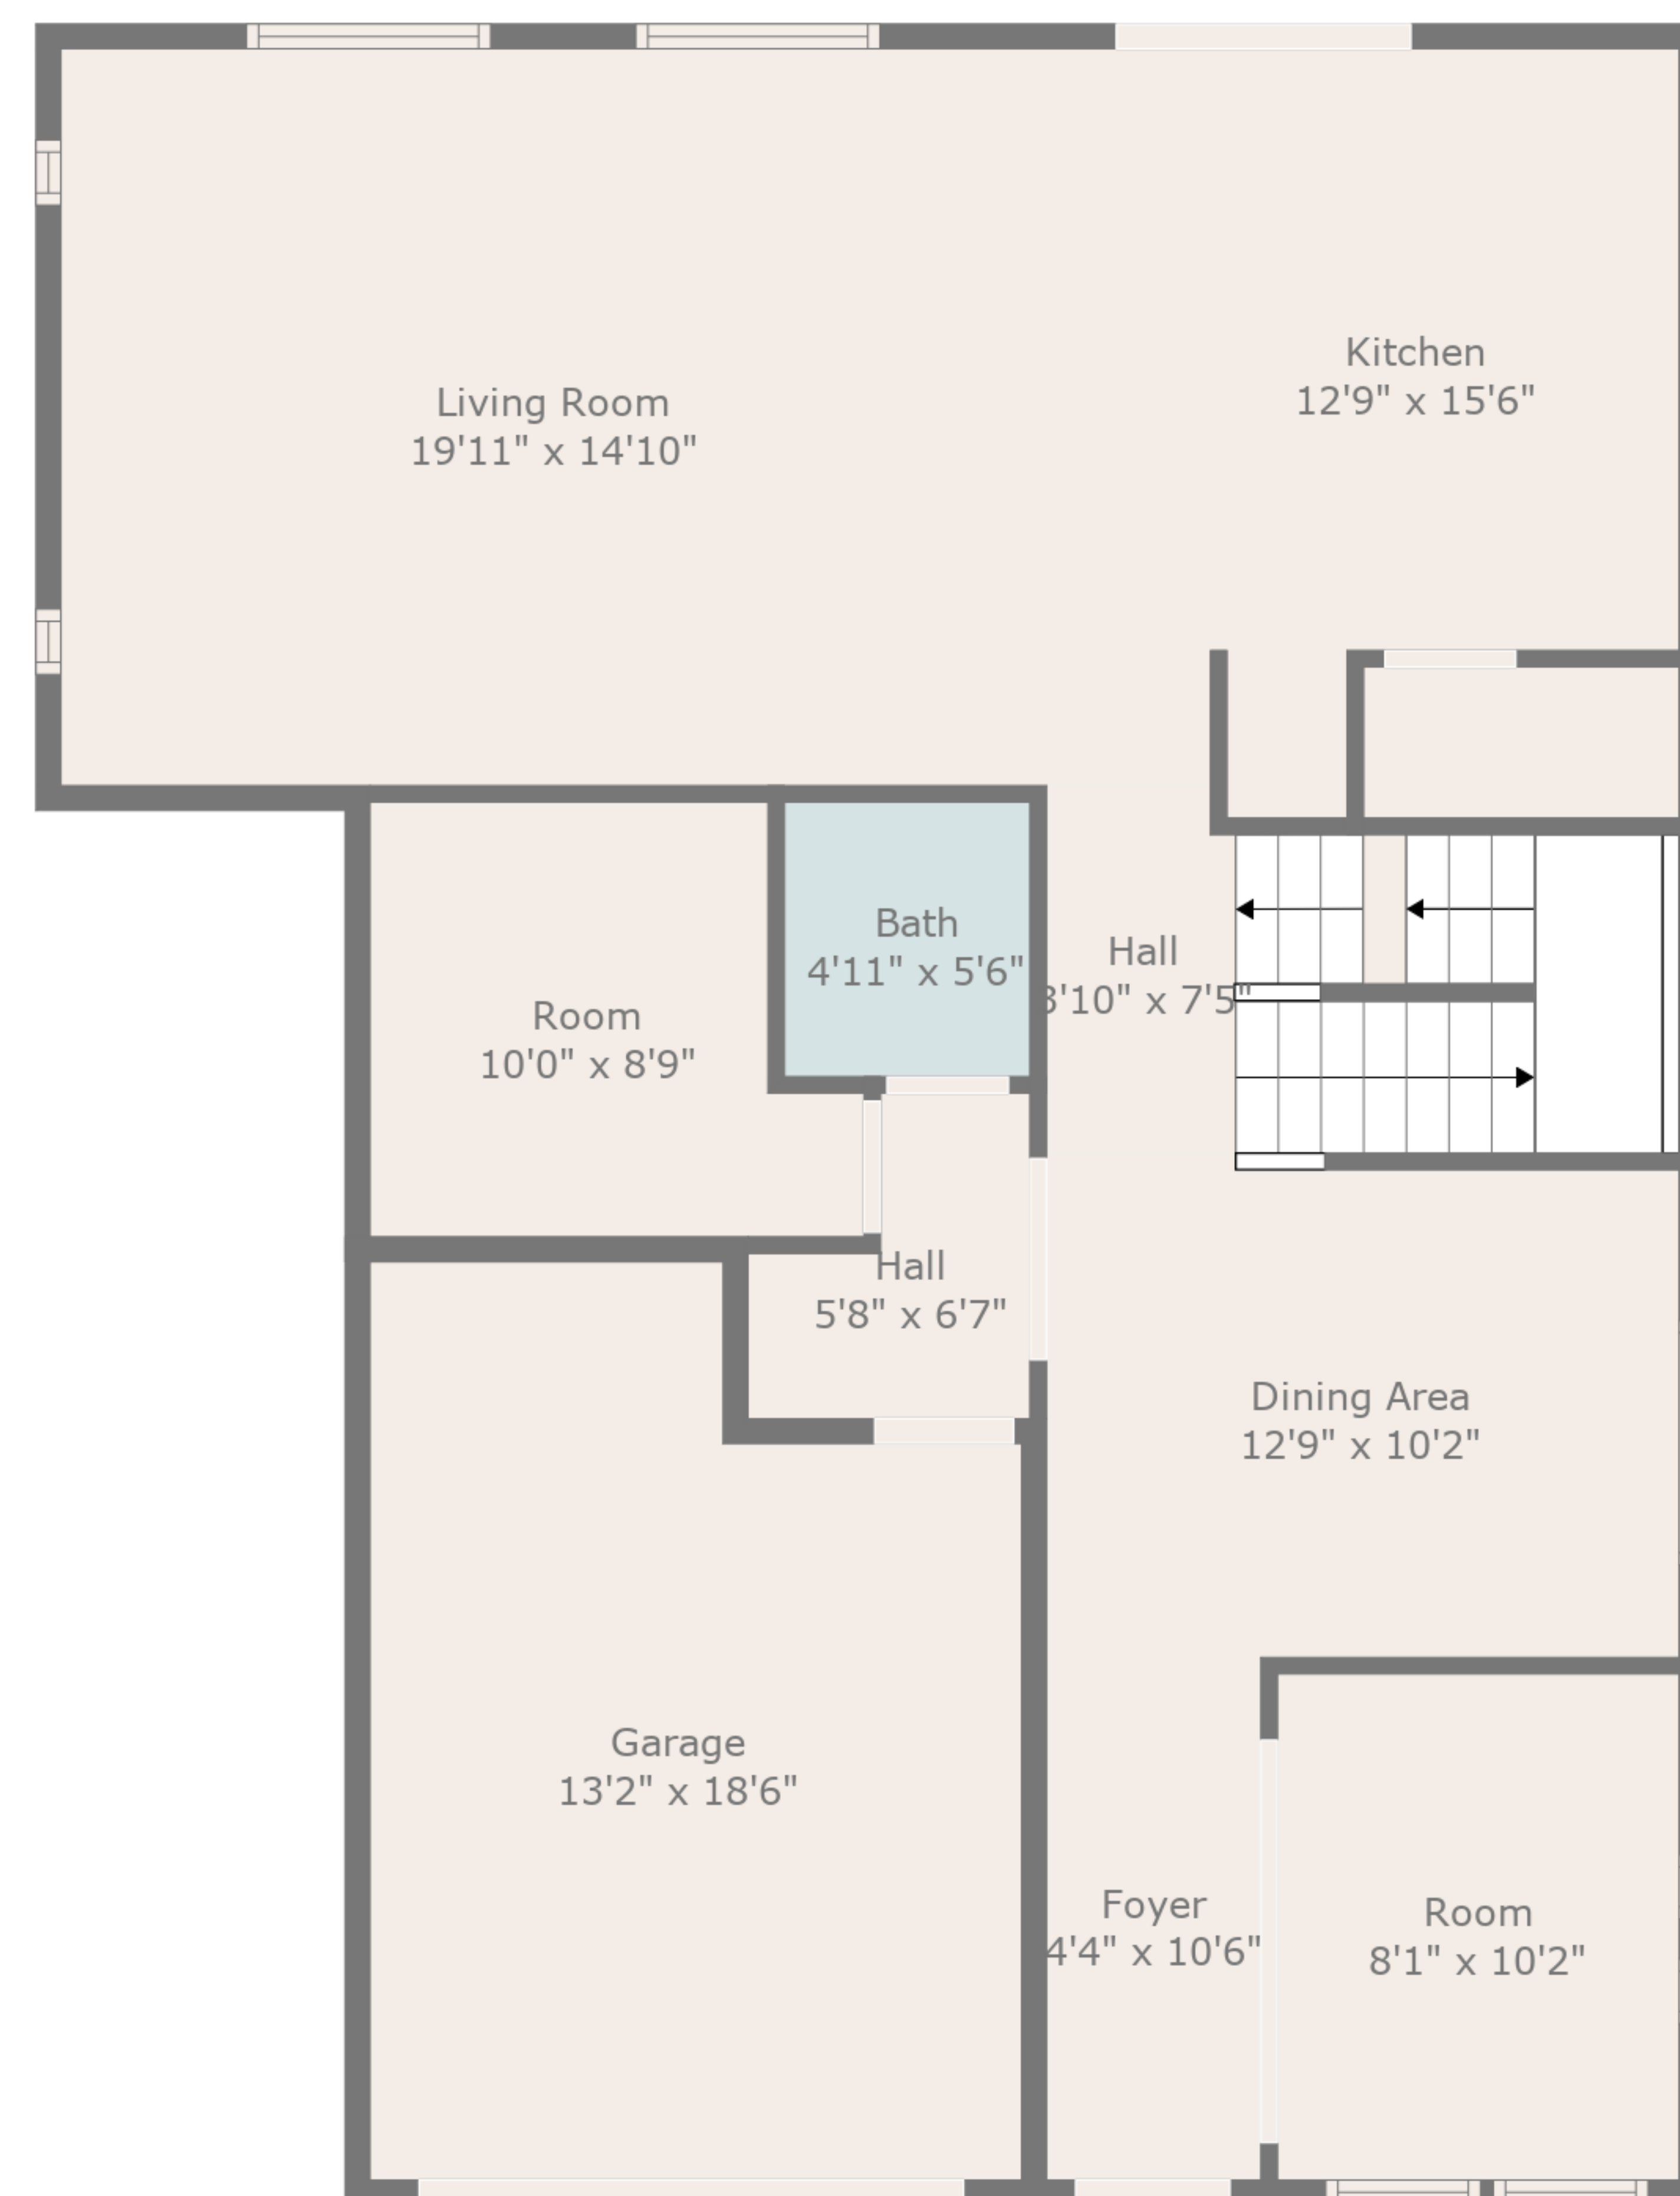 Kitchen
12'9" x 15'6"
Living Room
19'11" x 14'10"
Bath
4'11" x 5'6"
Hall
3'10" x 7'5"
Room
10'0" x 8'9"
Hall
5'8" x 6'7"
Dining Area
12'9" x 10'2"
Garage
13'2" x 18'6"
Foyer
4'4" x 10'6"
Room
8'1" x 10'2"